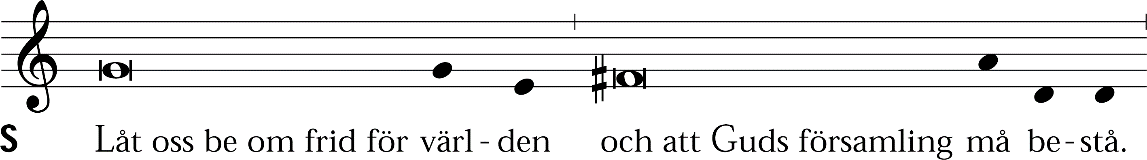 S Låt oss be om frid för värl - den och att Guds församling må be - stå.